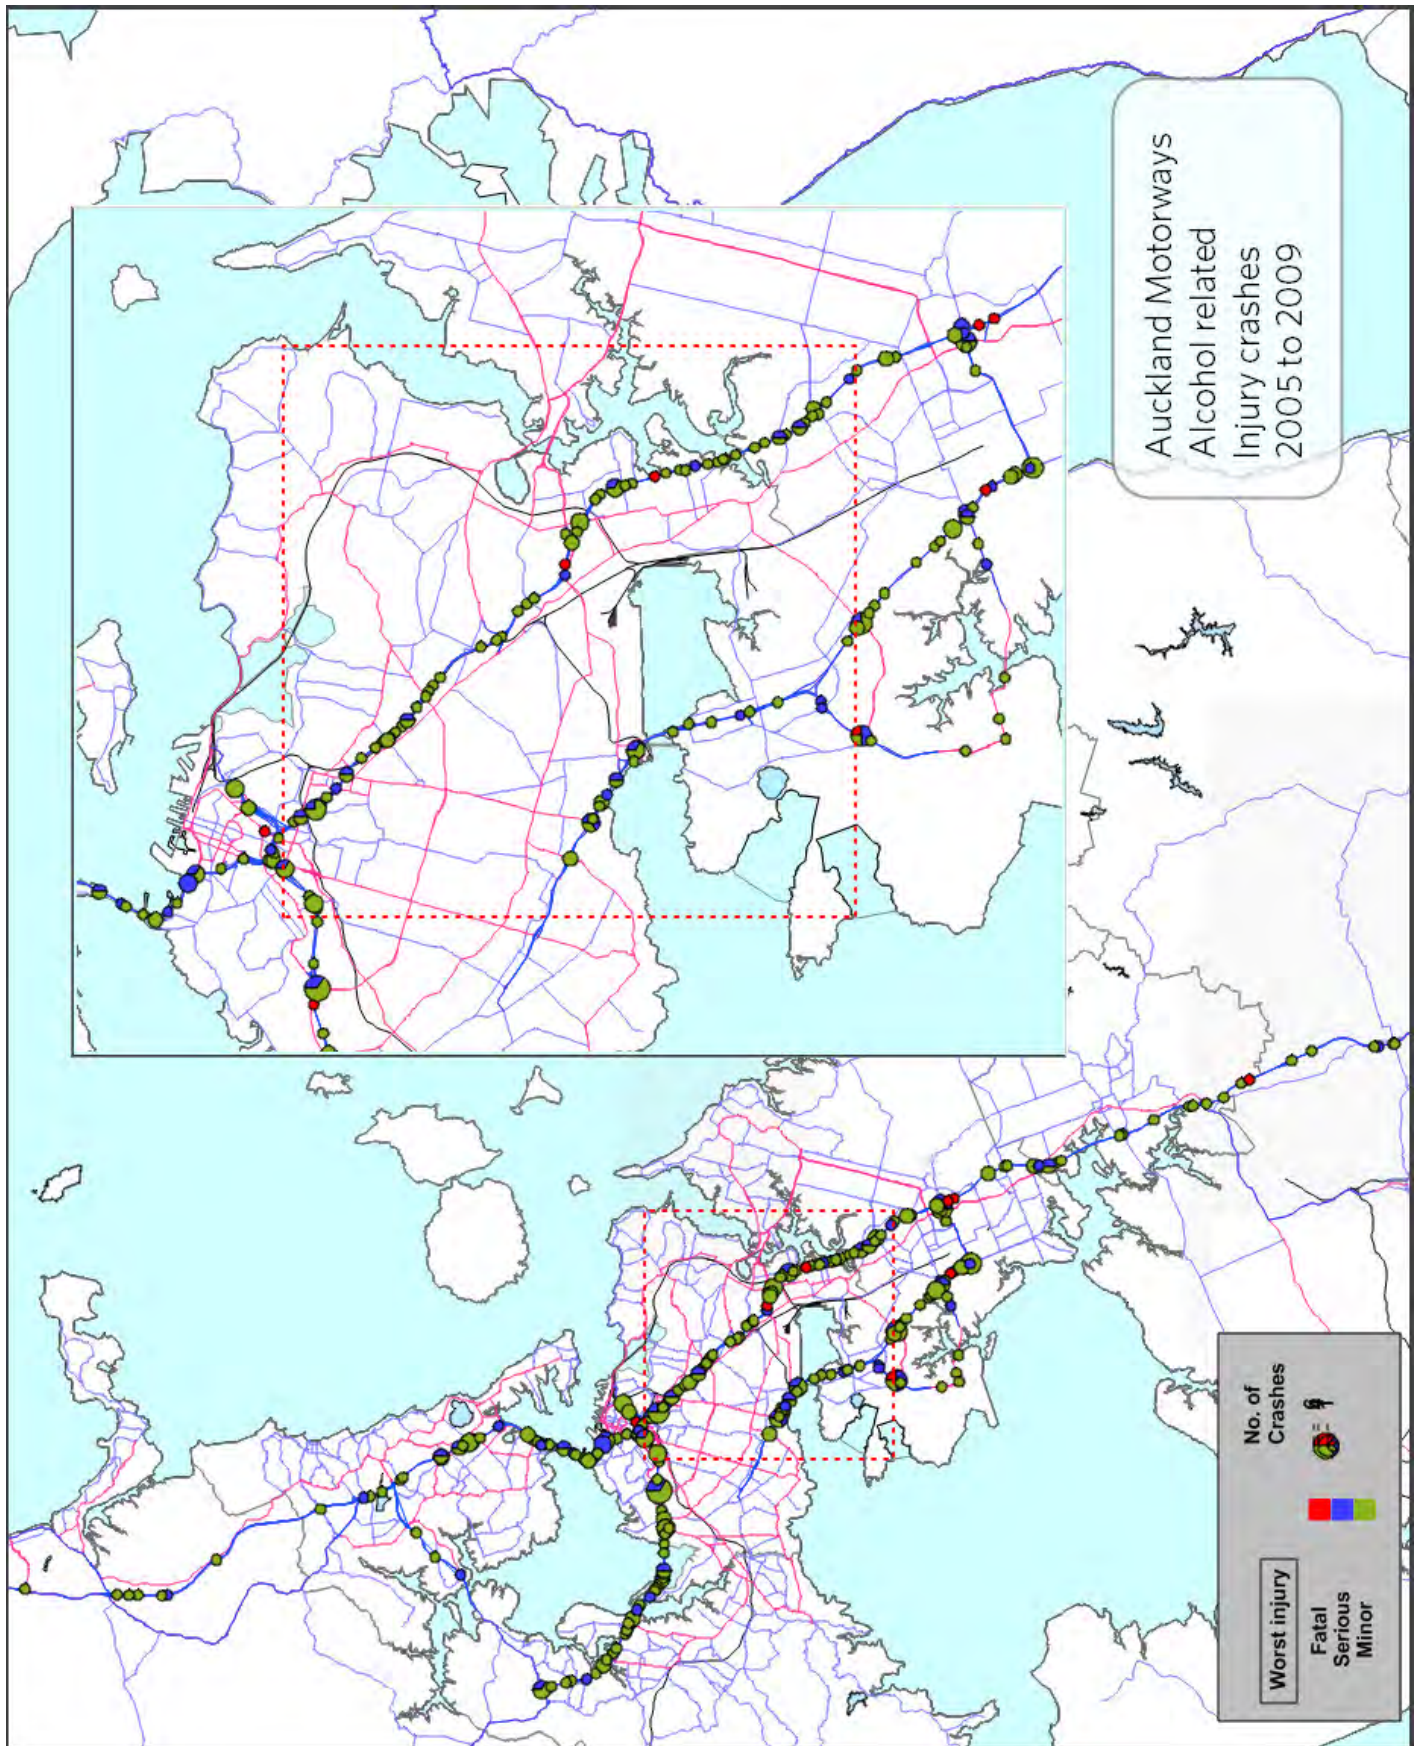 Auckland Motorways
Alcohol related
Injury crashes
2005 to 2009
Worst injury
Fatal
Serious
Minor
No. of
Crashes